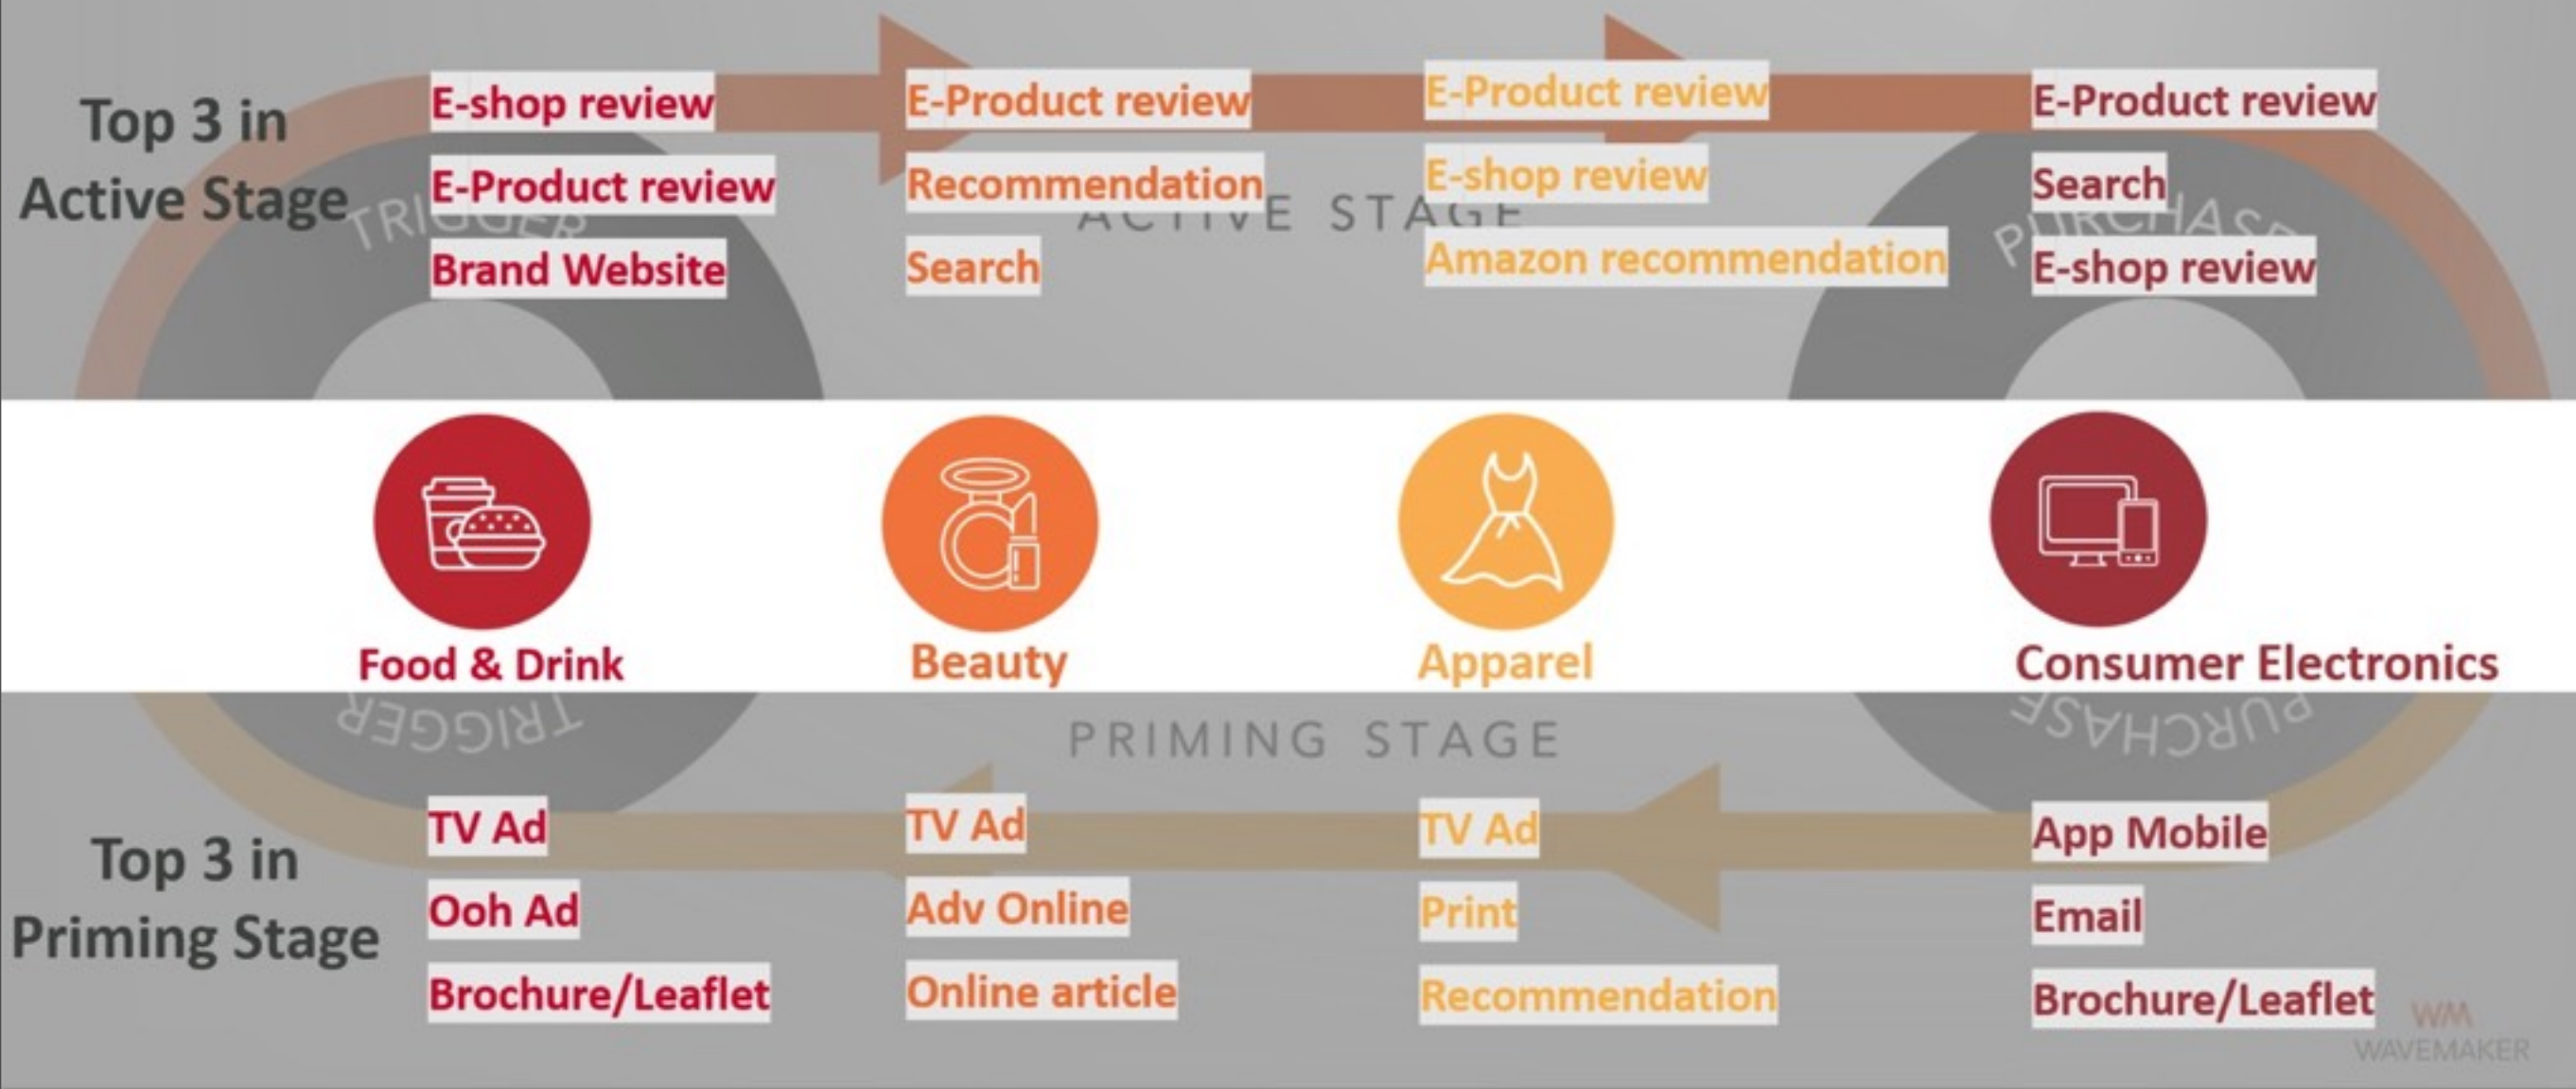 Top 3 in
Active Stage
E-shop review
E-Product review
Brand Website
E-Product review
Recommendation
Search
E-Product review
E-shop review
Amazon recommendation
E-Product review
Search
E-shop review
TRIGGER
ACTIVE STAGE
PURCHASE
Food & Drink
Beauty
Apparel
Consumer Electronics
TRIGGER
PRIMING STAGE
PURCHASE
Top 3 in
Priming Stage
TV Ad
Ooh Ad
Brochure/Leaflet
TV Ad
Adv Online
Online article
TV Ad
Print
Recommendation
App Mobile
Email
Brochure/Leaflet
WM
WAVEMAKER